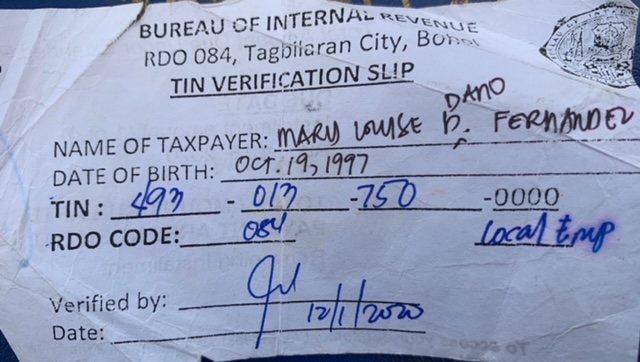 BUREAU OF INTERNAL REVENUE
RDO 084, Tagbilaran City, Bohol
TIN VERIFICATION SLIP
DANO
NAME OF TAXPAYER: MARY LOUISE D. FERNANDEZ
DATE OF BIRTH: OCT. 19, 1997
TIN : 493 - 013 -750 -0000
RDO CODE: 084 Local Emp
Verified by:
Date: 12/1/2020